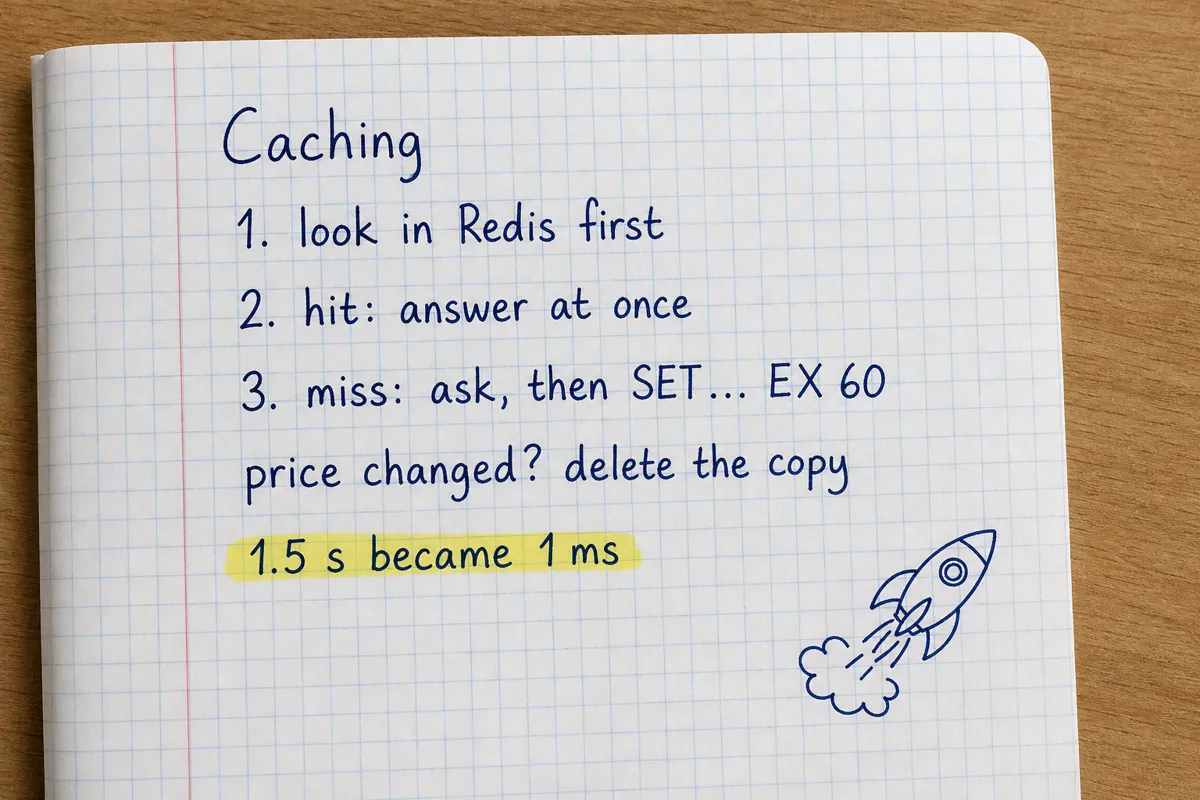 Caching
1. look in Redis first
2. hit: answer at once
3. miss: ask, then SET... EX 60
price changed? delete the copy
1.5 s became 1 ms